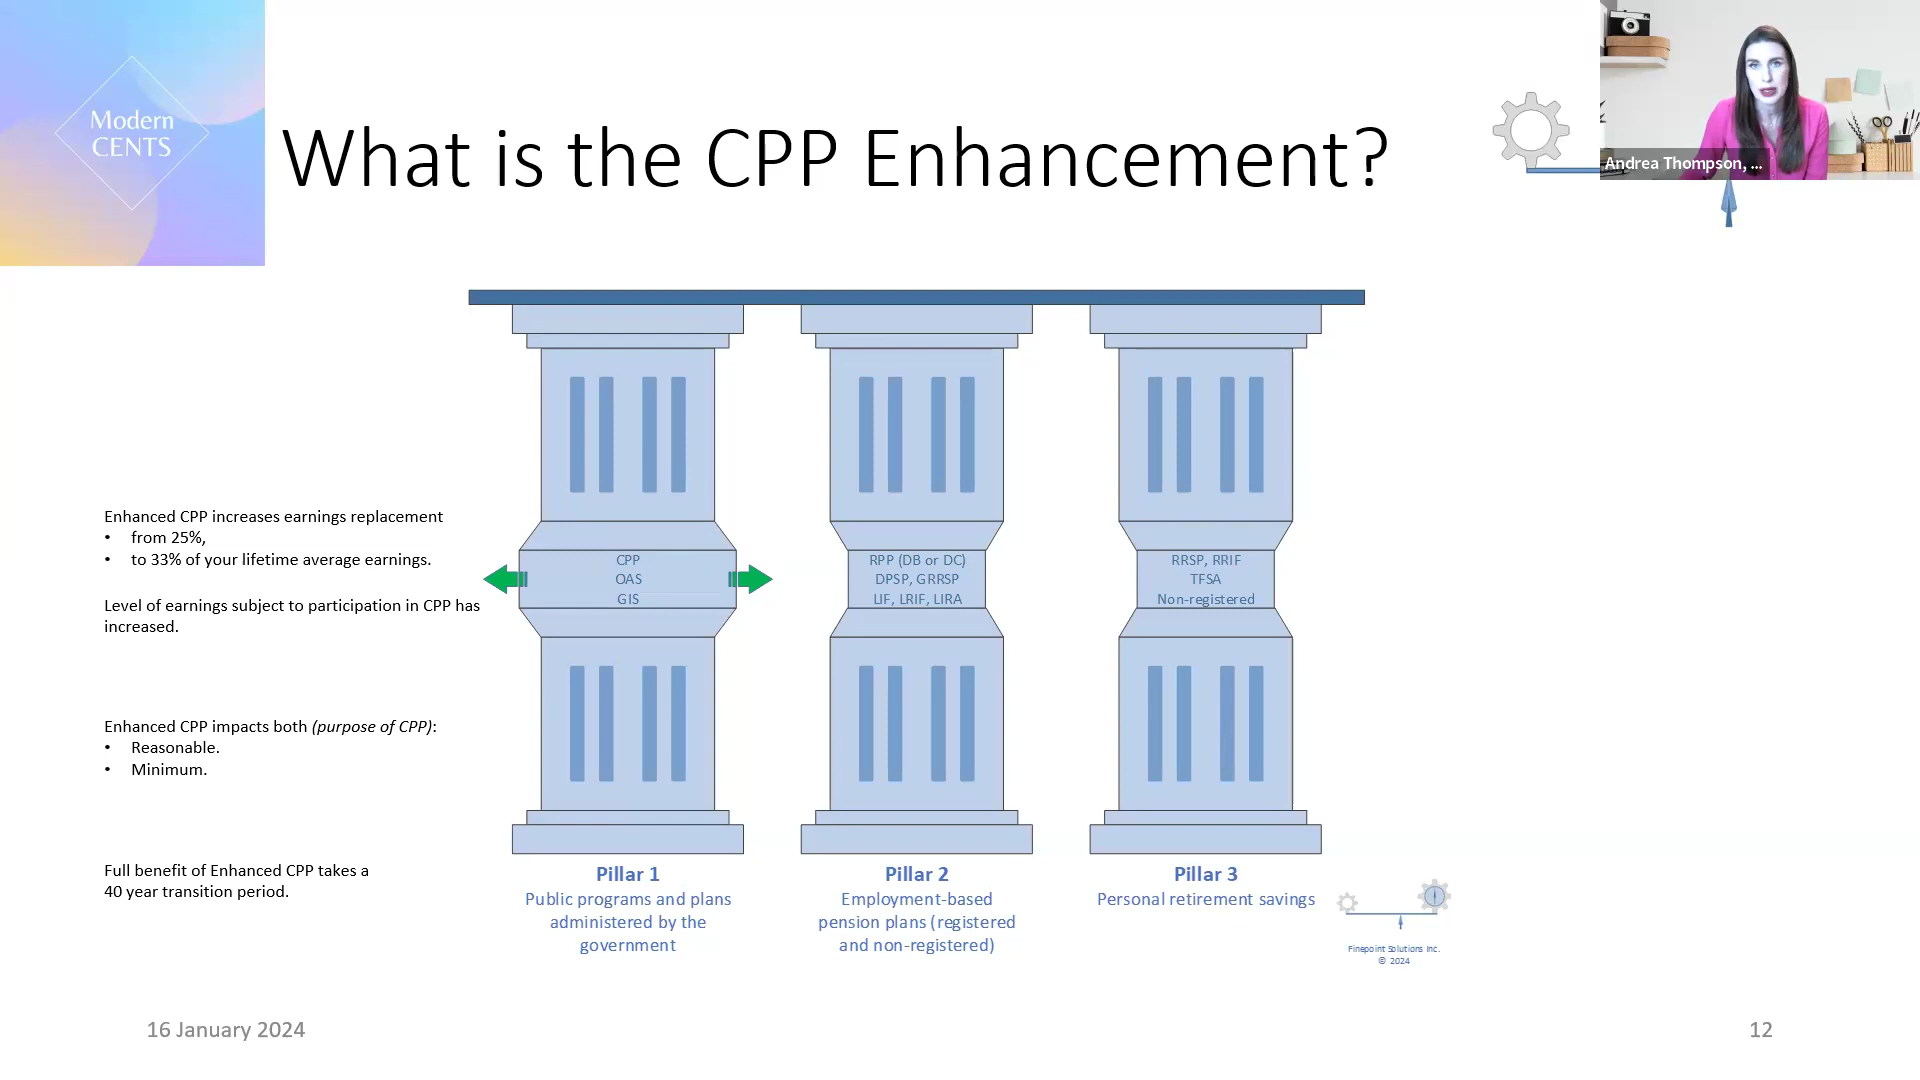 Modern
CENTS
What is the CPP Enhancement?
Andrea Thompson, ...
Enhanced CPP increases earnings replacement
• from 25%,
• to 33% of your lifetime average earnings.
Level of earnings subject to participation in CPP has
increased.
Enhanced CPP impacts both (purpose of CPP):
• Reasonable.
• Minimum.
Full benefit of Enhanced CPP takes a
40 year transition period.
CPP
OAS
GIS
RPP (DB or DC)
DPSP, GRRSP
LIF, LRIF, LIRA
RRSP, RRIF
TFSA
Non-registered
Pillar 1
Public programs and plans
administered by the
government
Pillar 2
Employment-based
pension plans (registered
and non-registered)
Pillar 3
Personal retirement savings
Finepoint Solutions Inc.
© 2024
16 January 2024
12